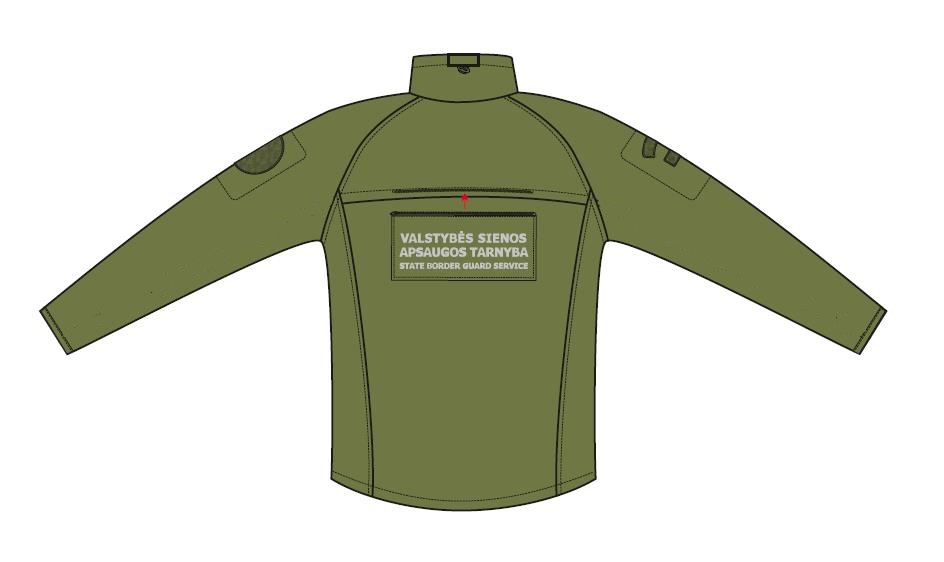 VALSTYBĖS SIENOS
APSAUGOS TARNYBA
STATE BORDER GUARD SERVICE